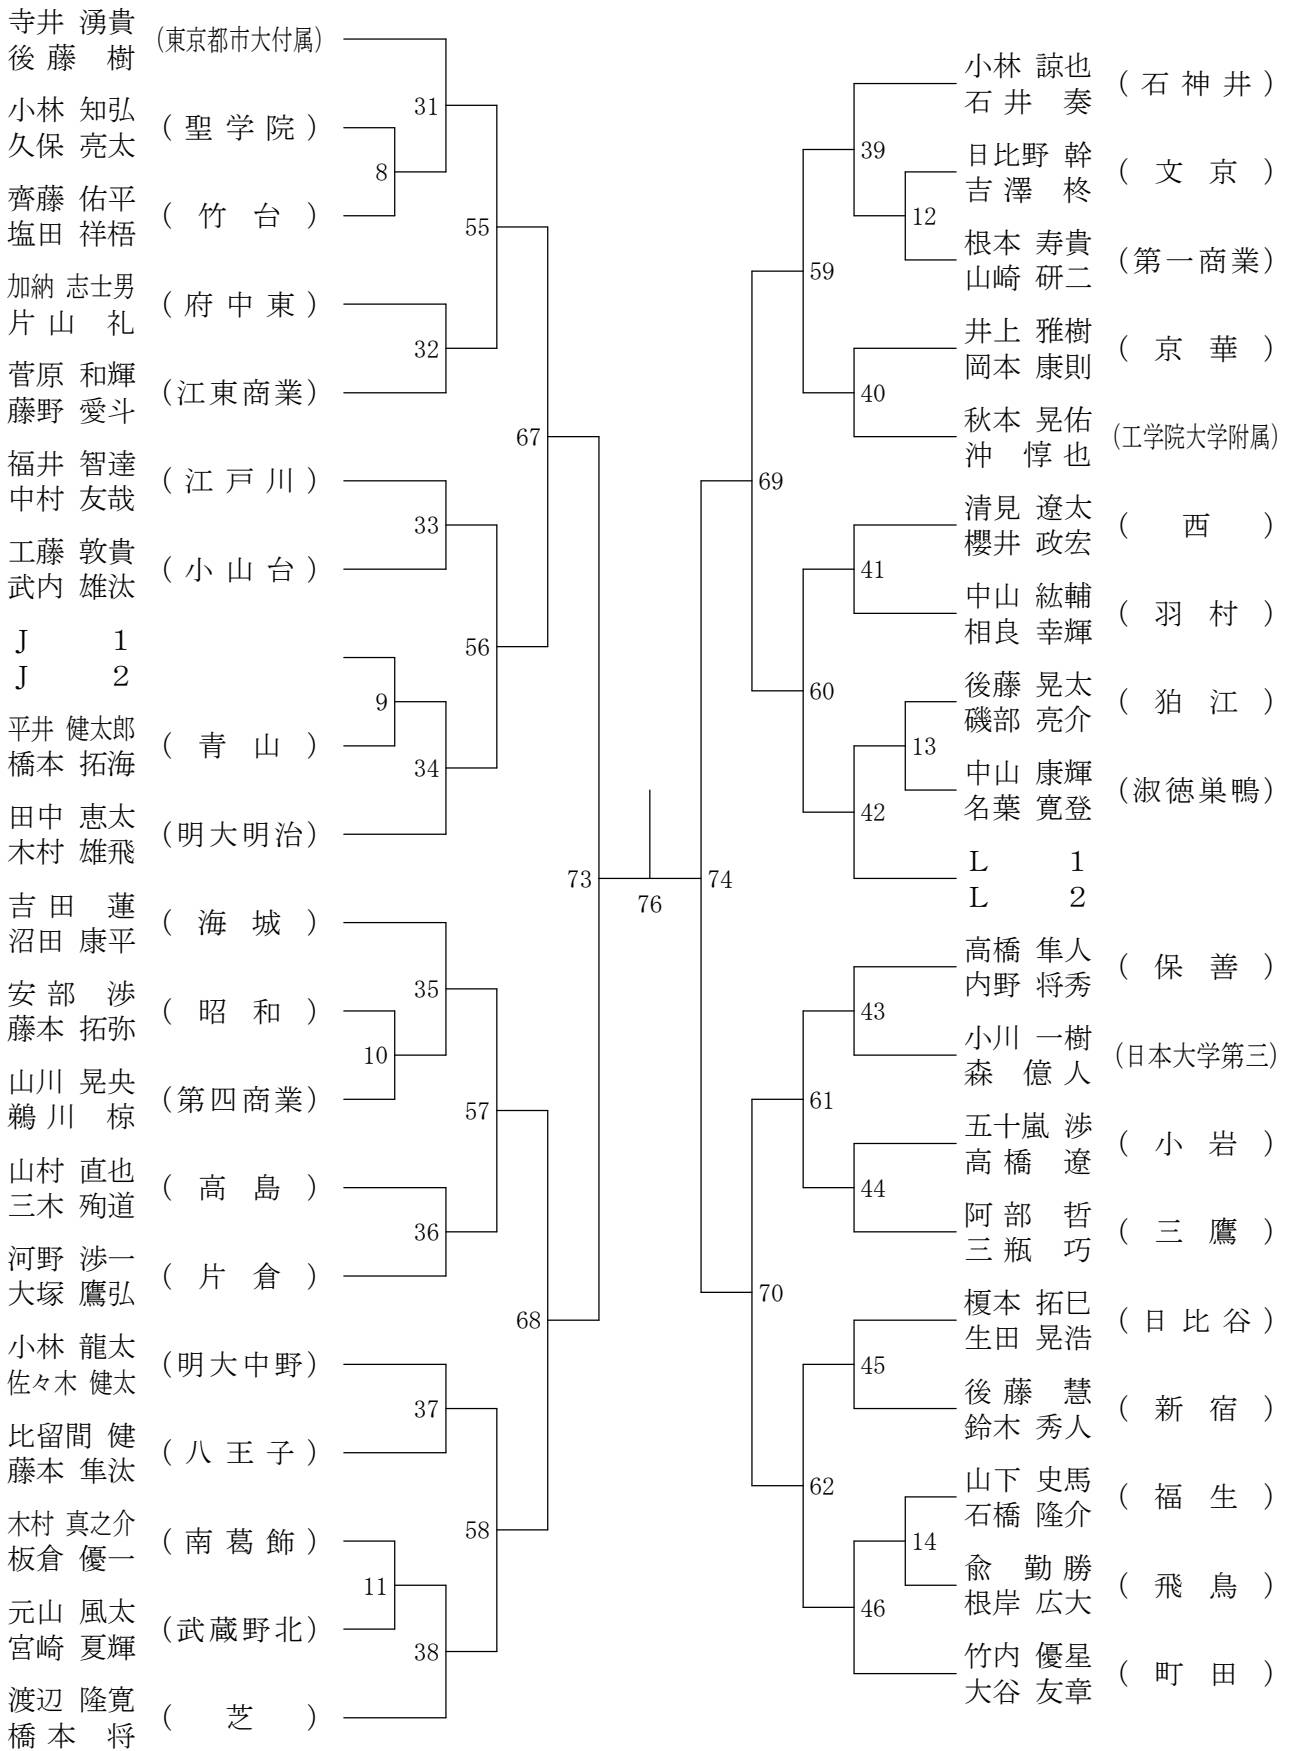 寺井 湧貴
後藤 樹
(東京都市大付属)
小林 知弘
久保 亮太
(聖学院)
齊藤 佑平
塩田 祥梧
(竹台)
加納 志士男
片山 礼
(府中東)
菅原 和輝
藤野 愛斗
(江東商業)
福井 智達
中村 友哉
(江戸川)
工藤 敦貴
武内 雄汰
(小山台)
J 1
J 2
平井 健太郎
橋本 拓海
(青山)
田中 恵太
木村 雄飛
(明大明治)
吉田 蓮
沼田 康平
(海城)
安部 渉
藤本 拓弥
(昭和)
山川 晃央
鵜川 椋
(第四商業)
山村 直也
三木 殉道
(高島)
河野 渉一
大塚 鷹弘
(片倉)
小林 龍太
佐々木 健太
(明大中野)
比留間 健
藤本 隼汰
(八王子)
木村 真之介
板倉 優一
(南葛飾)
元山 風太
宮崎 夏輝
(武蔵野北)
渡辺 隆寛
橋本 将
(芝)
31
8
55
32
67
33
56
9
34
73
35
10
57
36
68
37
58
11
38
76
74
39
12
59
40
69
41
60
13
42
43
61
44
70
45
62
14
46
小林 諒也
石井 奏
(石神井)
日比野 幹
吉澤 柊
(文京)
根本 寿貴
山崎 研二
(第一商業)
井上 雅樹
岡本 康則
(京華)
秋本 晃佑
沖 惇也
(工学院大学附属)
清見 遼太
櫻井 政宏
(西)
中山 紘輔
相良 幸輝
(羽村)
後藤 晃太
磯部 亮介
(狛江)
中山 康輝
名葉 寛登
(淑徳巣鴨)
L 1
L 2
高橋 隼人
内野 将秀
(保善)
小川 一樹
森 億人
(日本大学第三)
五十嵐 渉
高橋 遼
(小岩)
阿部 哲
三瓶 巧
(三鷹)
榎本 拓巳
生田 晃浩
(日比谷)
後藤 慧
鈴木 秀人
(新宿)
山下 史馬
石橋 隆介
(福生)
兪 勤勝
根岸 広大
(飛鳥)
竹内 優星
大谷 友章
(町田)